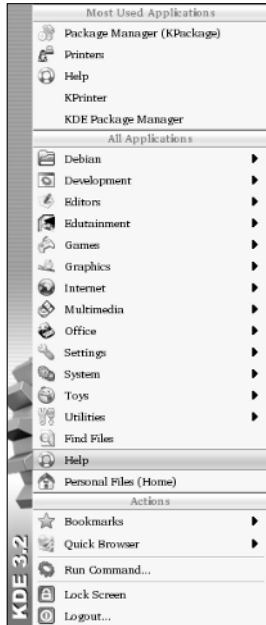 Most Used Applications
Package Manager (KPackage)
Printers
Help
KPrinter
KDE Package Manager
All Applications
Debian
Development
Editors
Edutainment
Games
Graphics
Internet
Multimedia
Office
Settings
System
Toys
Utilities
Find Files
Help
Personal Files (Home)
Actions
Bookmarks
Quick Browser
Run Command...
Lock Screen
Logout...
KDE 3.2